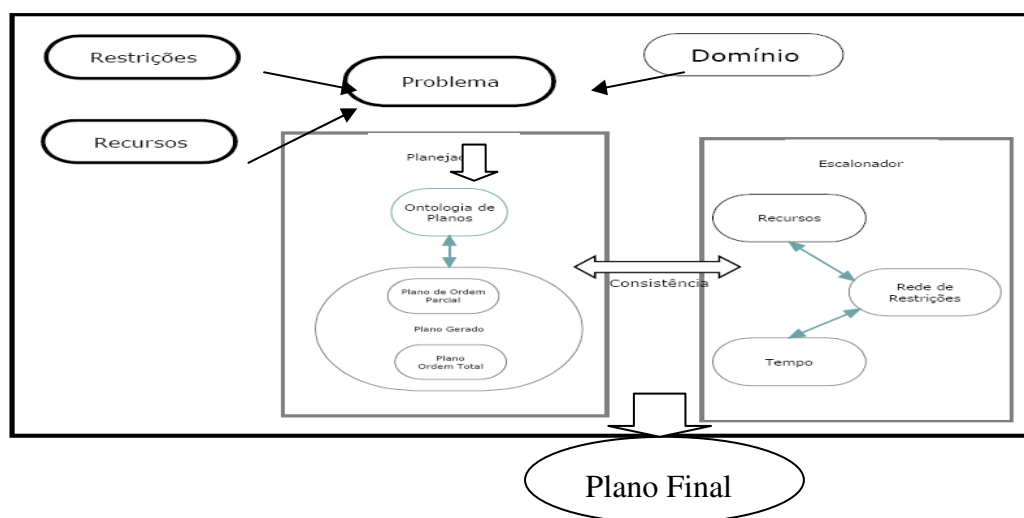 Restrições
Domínio
Problema
Recursos
Planejad
Escalonador
Ontologia de
Planos
Recursos
Consistência
Plano de Ordem
Parcial
Rede de
Restrições
Plano Gerado
Plano
Ordem Total
Tempo
Plano Final